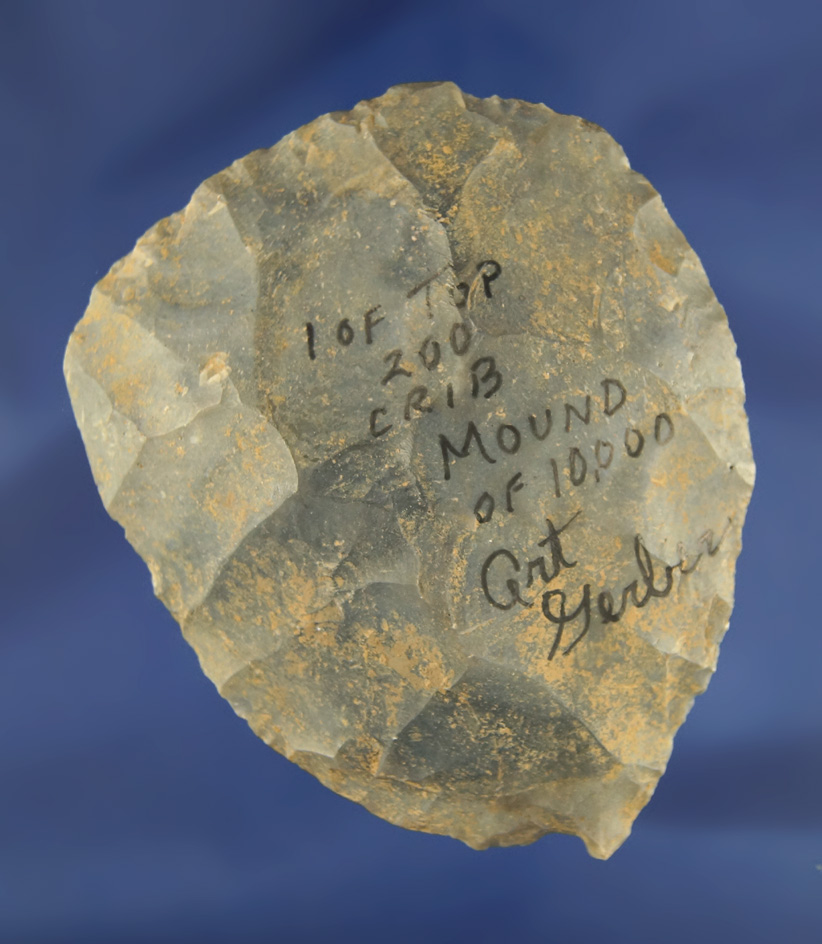 1 OF TOP
200
CRIB
MOUND
OF 10,000
Art
Gerber